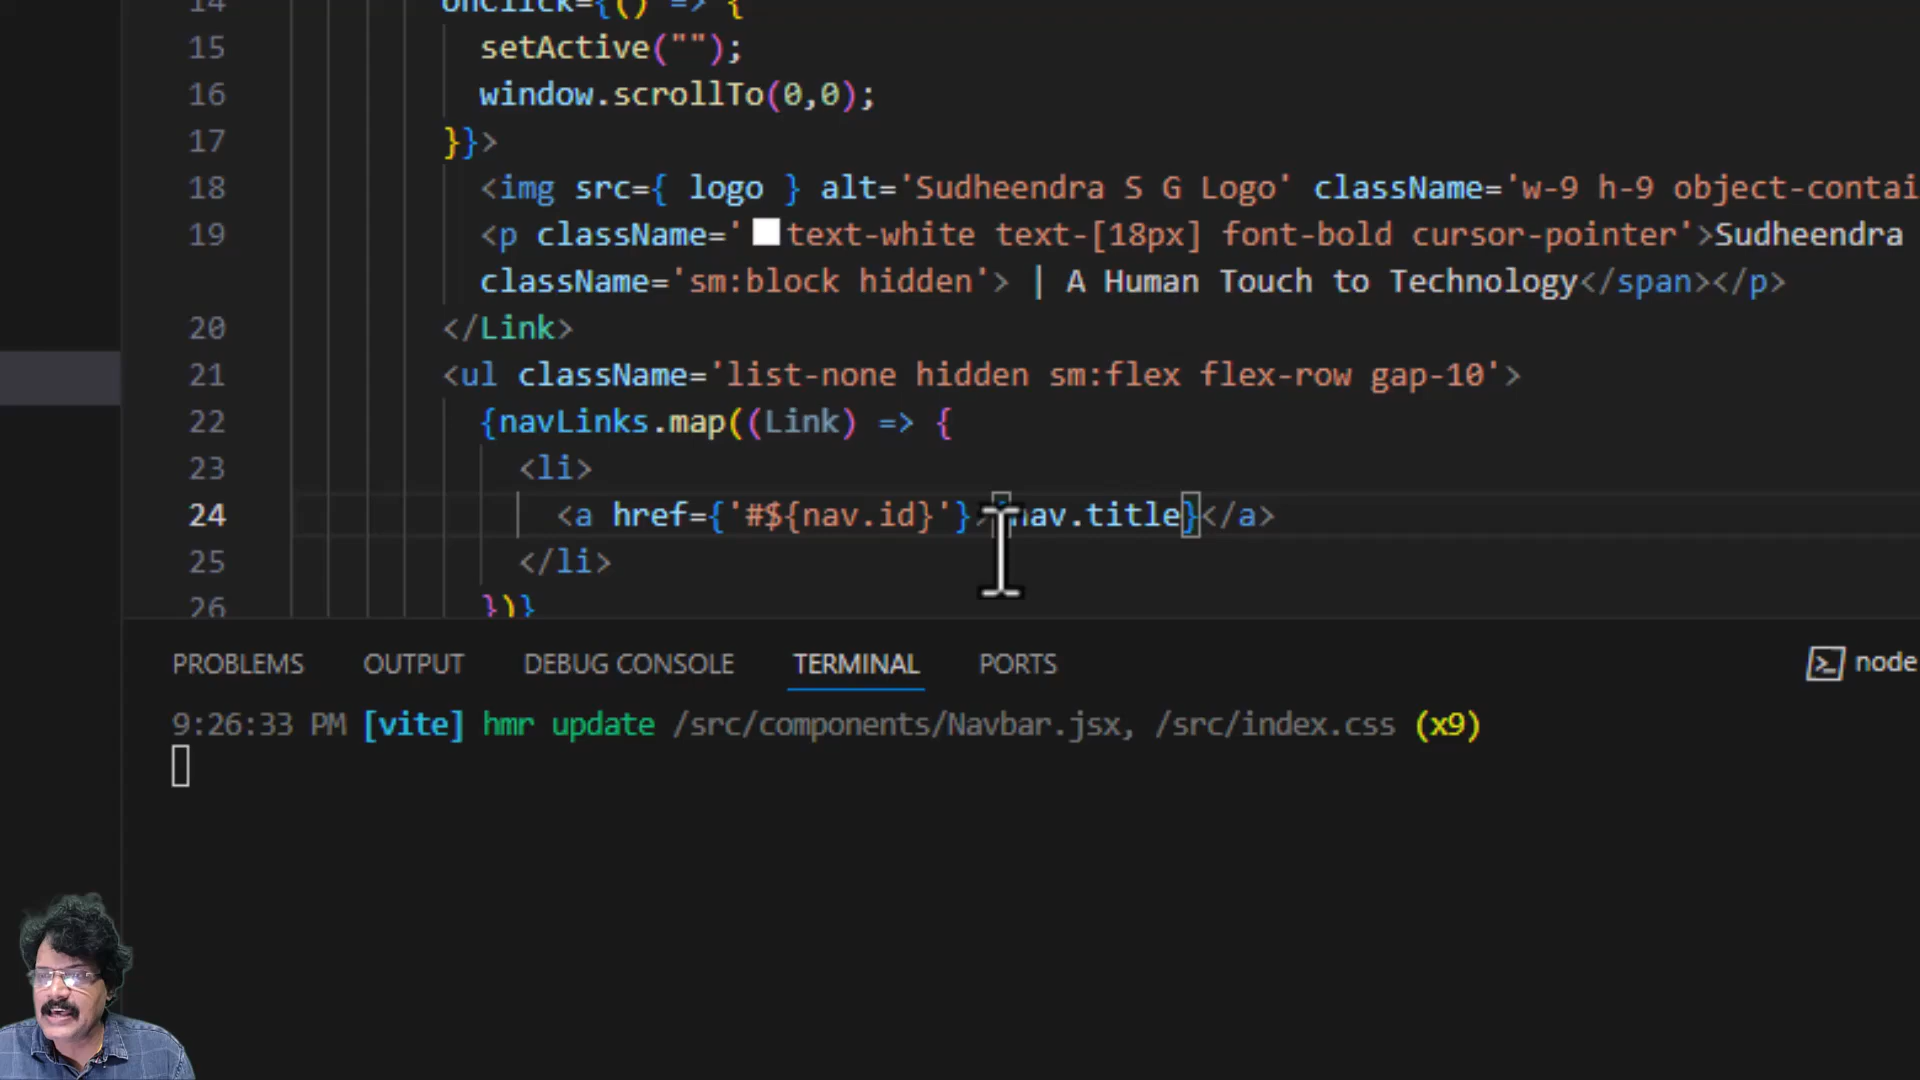 14 onClick={() => {
15 setActive("");
16 window.scrollTo(0,0);
17 }}>
18 <img src={ logo } alt='Sudheendra S G Logo' className='w-9 h-9 object-contai
19 <p className='text-white text-[18px] font-bold cursor-pointer'>Sudheendra
className='sm:block hidden'> | A Human Touch to Technology</span></p>
20 </Link>
21 <ul className='list-none hidden sm:flex flex-row gap-10'>
22 {navLinks.map((Link) => {
23 <li>
24 <a href={'#${nav.id}'}>{nav.title}</a>
25 </li>
26 })}
PROBLEMS OUTPUT DEBUG CONSOLE TERMINAL PORTS node
9:26:33 PM [vite] hmr update /src/components/Navbar.jsx, /src/index.css (x9)